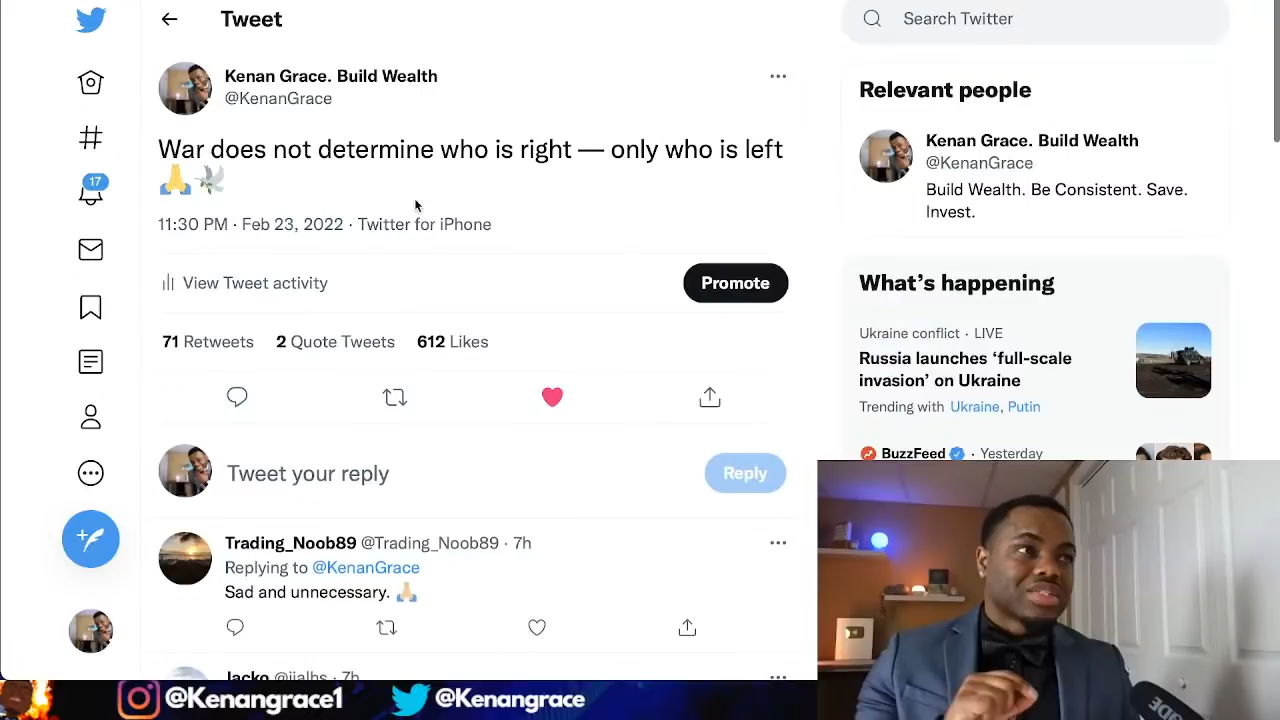 Tweet
Search Twitter
Kenan Grace. Build Wealth
@KenanGrace
War does not determine who is right — only who is left
🙏🕊
11:30 PM · Feb 23, 2022 · Twitter for iPhone
View Tweet activity
Promote
71 Retweets 2 Quote Tweets 612 Likes
17
Tweet your reply
Reply
Trading_Noob89 @Trading_Noob89 · 7h
Replying to @KenanGrace
Sad and unnecessary. 🙏
Relevant people
Kenan Grace. Build Wealth
@KenanGrace
Build Wealth. Be Consistent. Save.
Invest.
What's happening
Ukraine conflict · LIVE
Russia launches 'full-scale
invasion' on Ukraine
Trending with Ukraine, Putin
BuzzFeed · Yesterday
@Kenangrace1 @Kenangrace